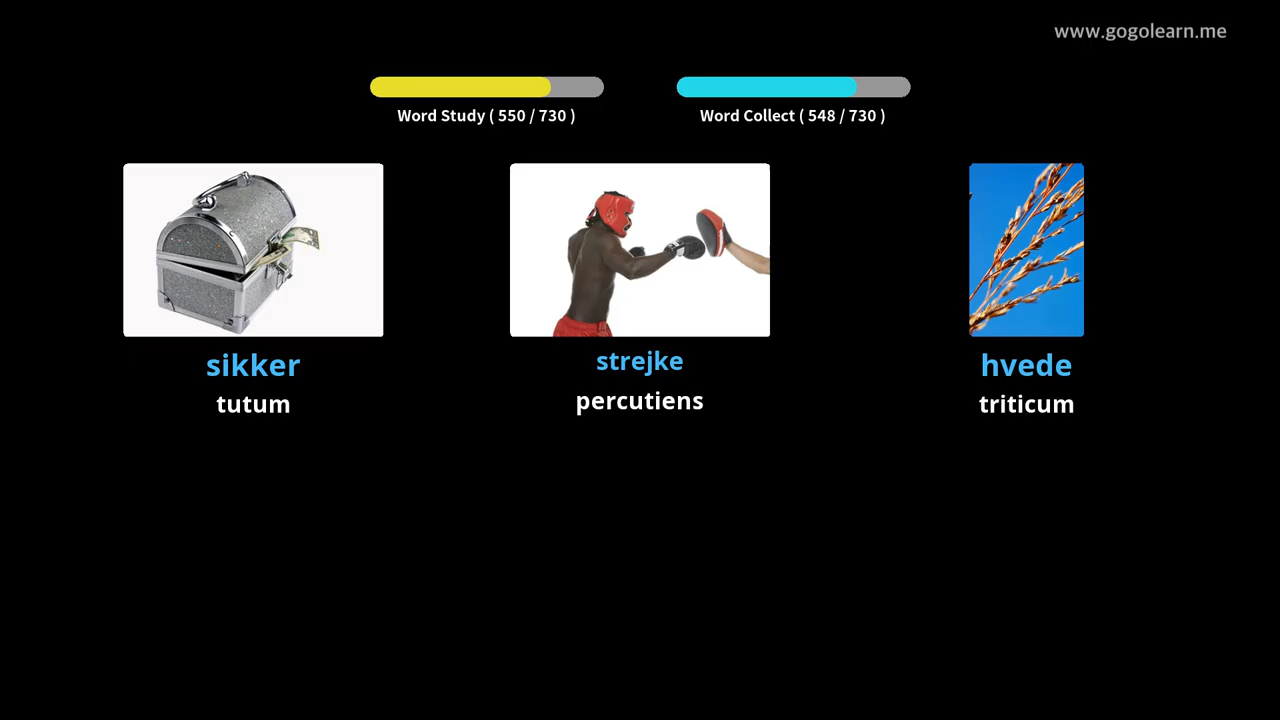 www.gogolearn.me
Word Study ( 550 / 730 )
Word Collect ( 548 / 730 )
sikker
tutum
strejke
percutiens
hvede
triticum